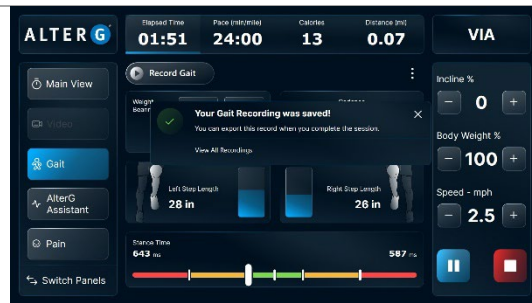 ALTERG
Elapsed Time
01:51
Pace (min/mile)
24:00
Calories
13
Distance (mi)
0.07
VIA
Main View
Video
Gait
AlterG
Assistant
Pain
Switch Panels
Record Gait
Weight
Bearing
Cadence
Your Gait Recording was saved!
You can export this record when you complete the session.
View All Recordings
Left Step Length
28 in
Right Step Length
26 in
Stance Time
643 ms
587 ms
Incline %
0
Body Weight %
100
Speed - mph
2.5